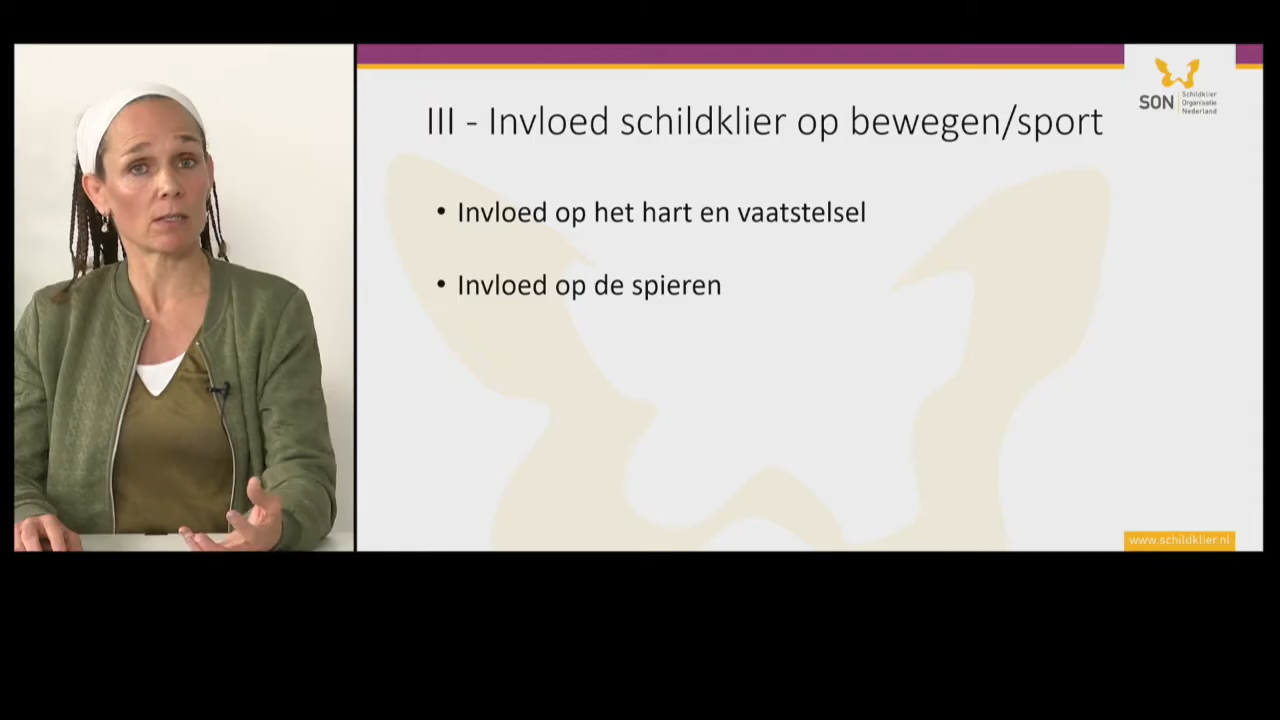 SON
Schildklier
Organisatie
Nederland
III - Invloed schildklier op bewegen/sport
• Invloed op het hart en vaatstelsel
• Invloed op de spieren
www.schildklier.nl